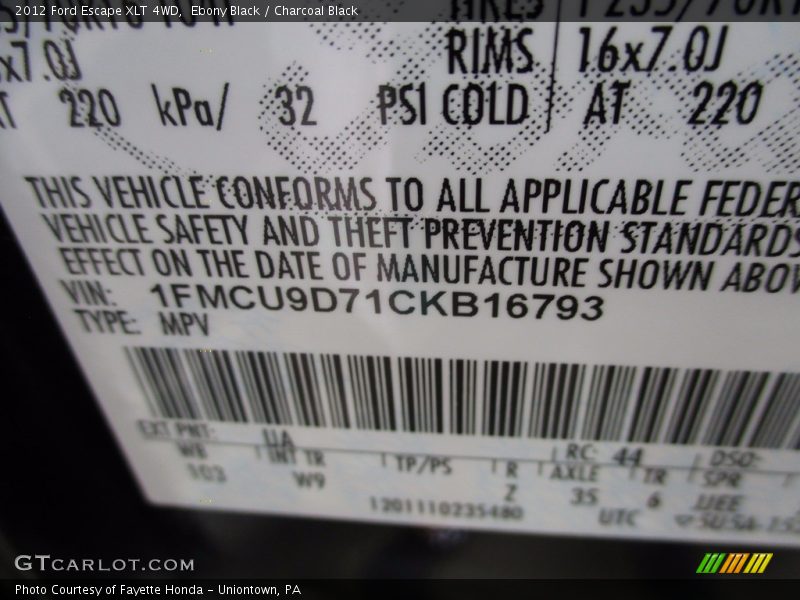 2012 Ford Escape XLT 4WD, Ebony Black / Charcoal Black
RIMS 16x7.0J
220 kPa/ 32 PSI COLD AT 220
THIS VEHICLE CONFORMS TO ALL APPLICABLE FEDER
VEHICLE SAFETY AND THEFT PREVENTION STANDARDS
EFFECT ON THE DATE OF MANUFACTURE SHOWN ABOV
VIN: 1FMCU9D71CKB16793
TYPE: MPV
EXT PNT: UA RC: 44 DSO:
WB INT TR TP/PS R AXLE TR SPR
103 W9 Z 35 6
1201110235480 UTC
GTCARLOT.COM
Photo Courtesy of Fayette Honda - Uniontown, PA